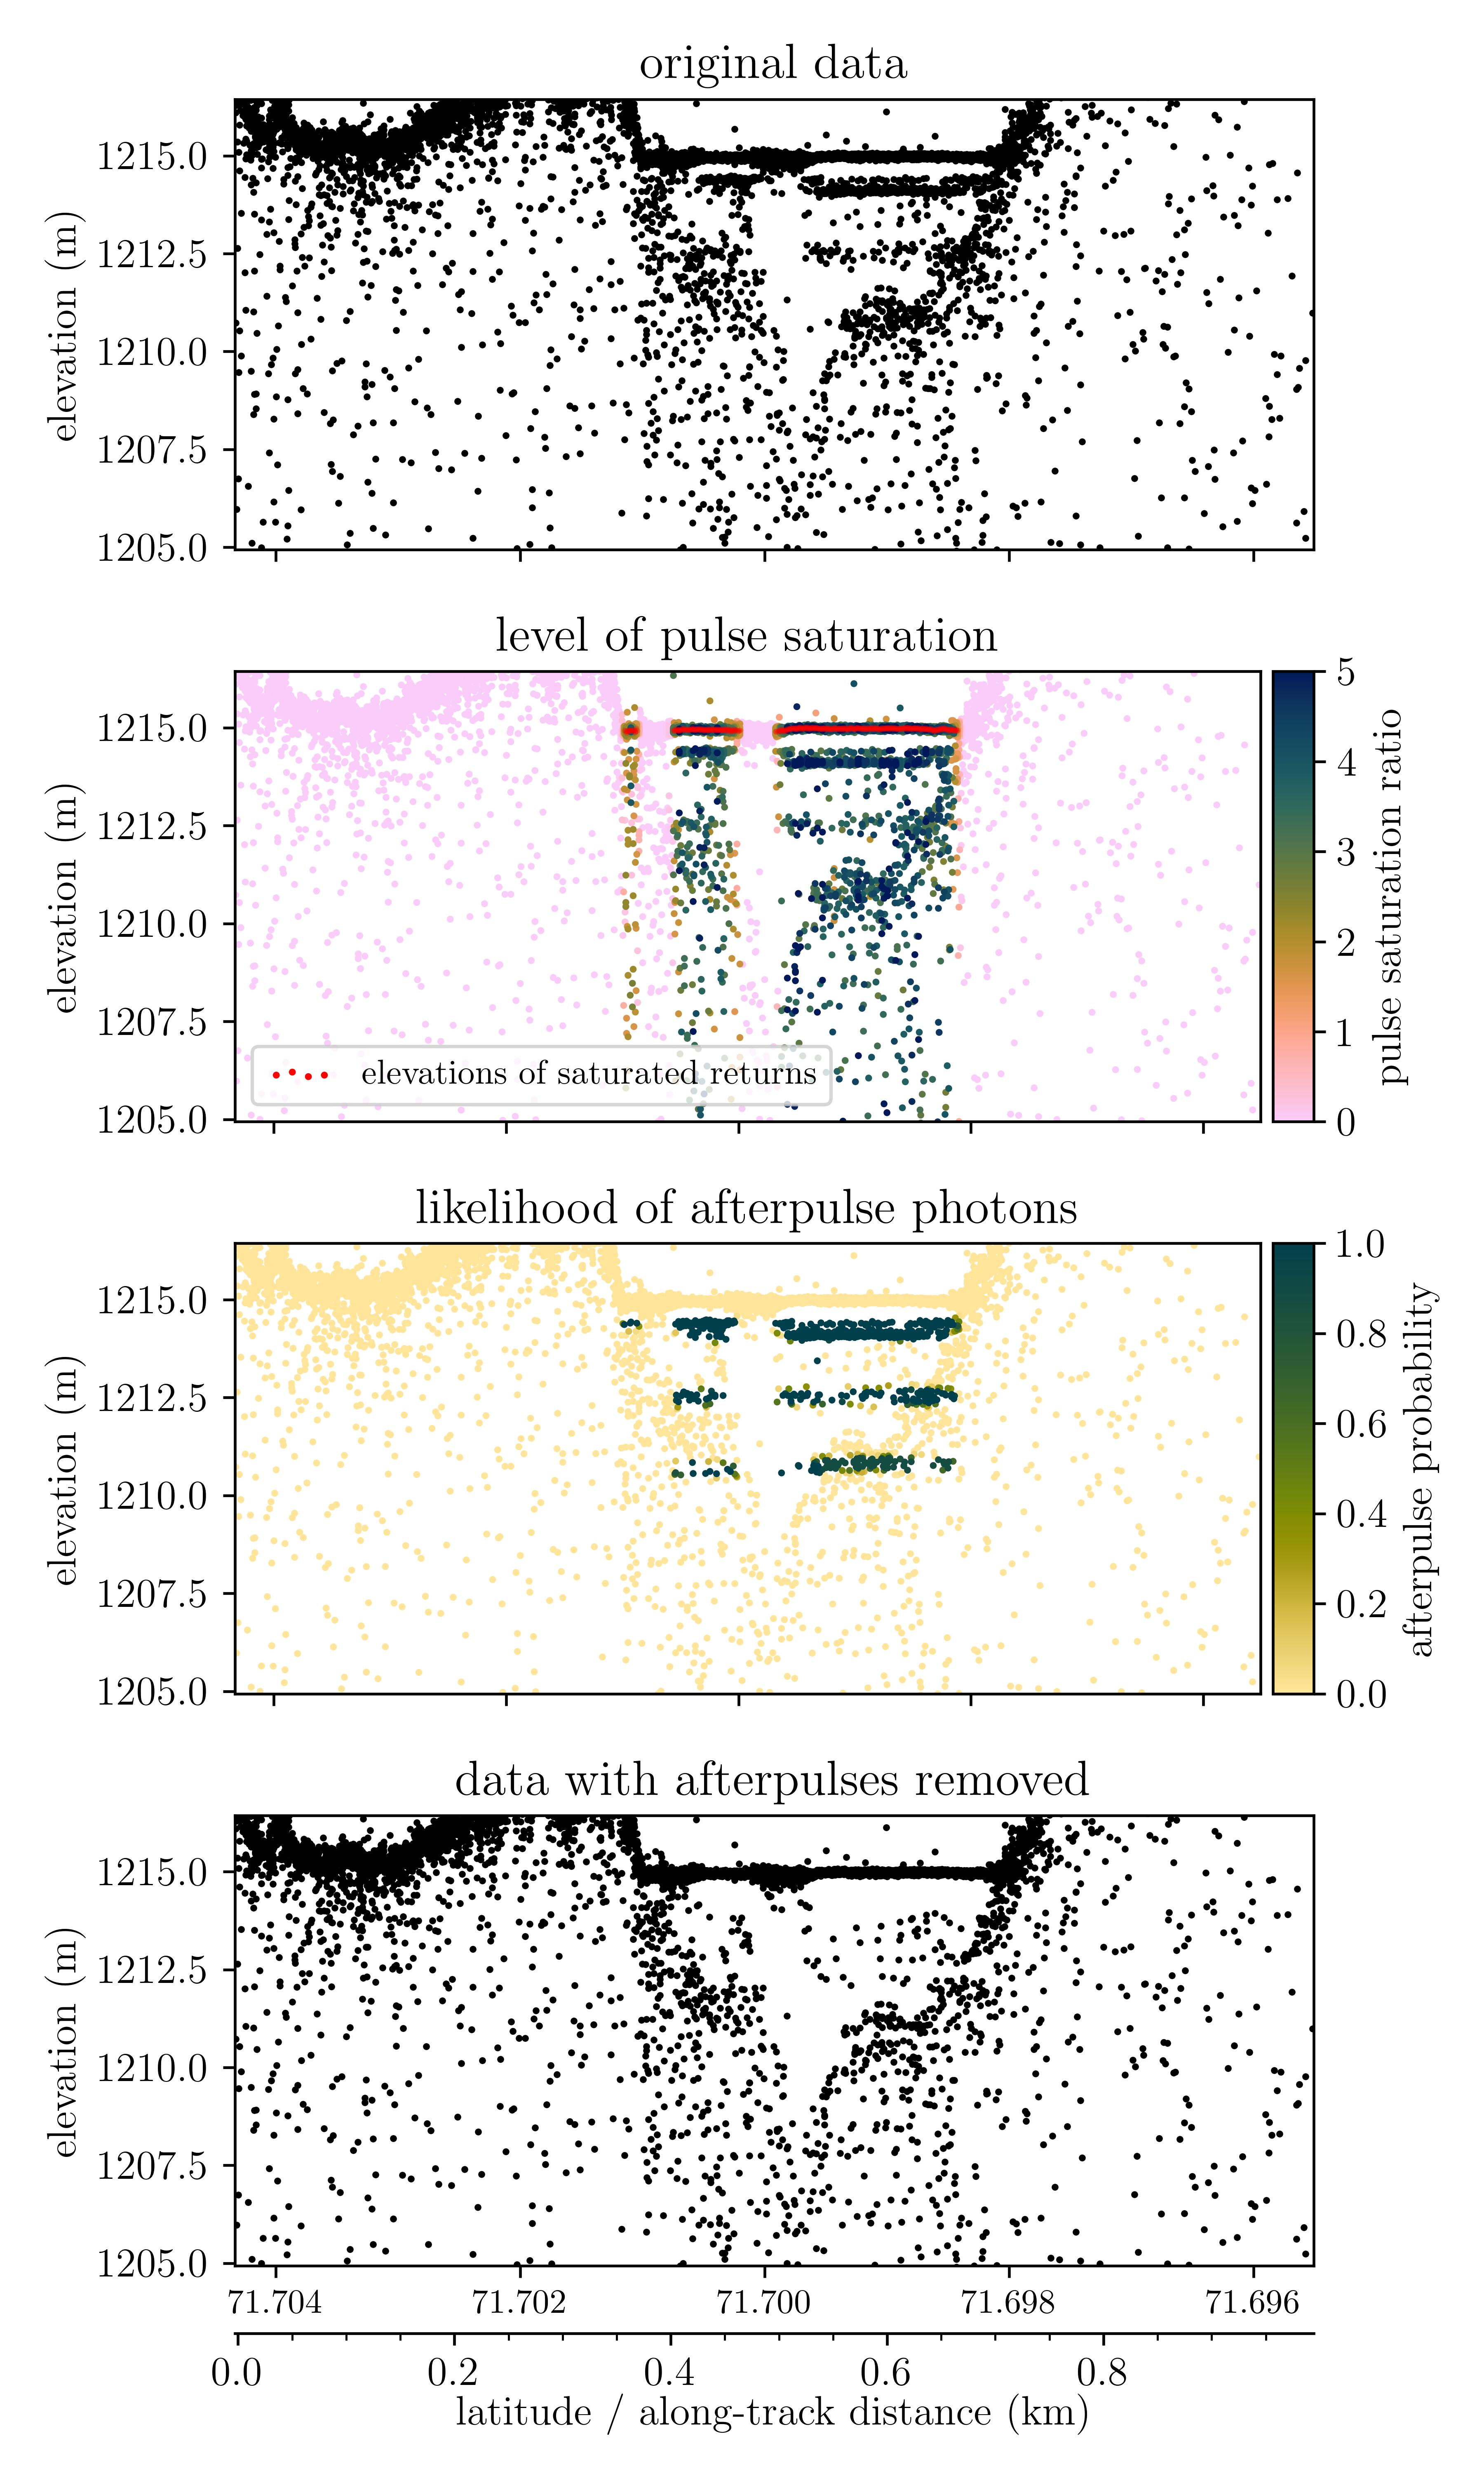 original data
1215.0
1212.5
1210.0
1207.5
1205.0
elevation (m)
level of pulse saturation
1215.0
1212.5
1210.0
1207.5
1205.0
elevation (m)
elevations of saturated returns
5
4
3
2
1
0
pulse saturation ratio
likelihood of afterpulse photons
1215.0
1212.5
1210.0
1207.5
1205.0
elevation (m)
1.0
0.8
0.6
0.4
0.2
0.0
afterpulse probability
data with afterpulses removed
1215.0
1212.5
1210.0
1207.5
1205.0
elevation (m)
71.704 71.702 71.700 71.698 71.696
0.0 0.2 0.4 0.6 0.8
latitude / along-track distance (km)